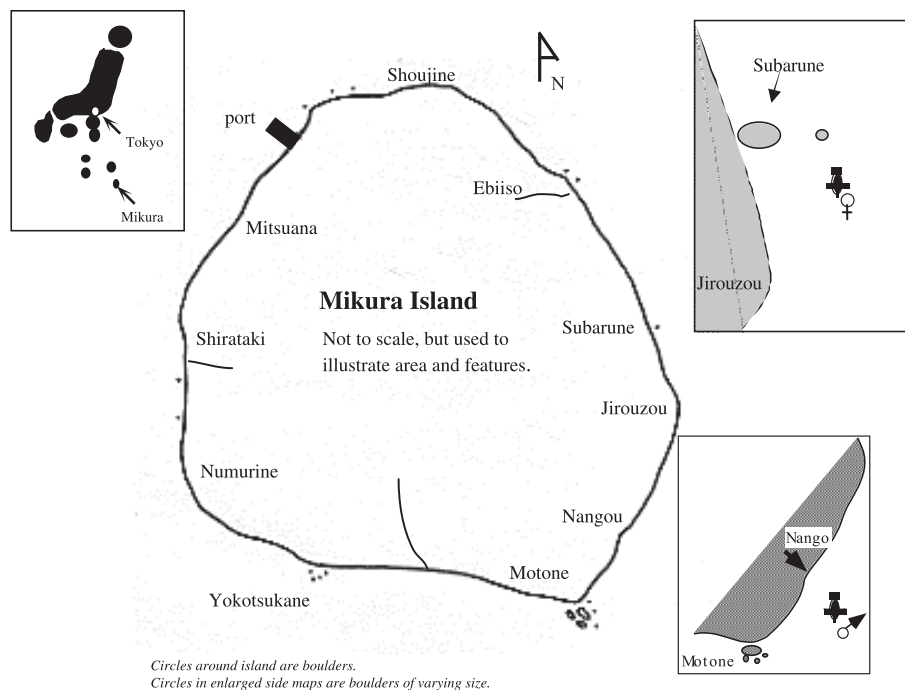 Tokyo
Mikura
Shoujine
N
port
Ebiiso
Mitsuana
Mikura Island
Not to scale, but used to
illustrate area and features.
Shirataki
Subarune
Jirouzou
Numurine
Nangou
Motone
Yokotsukane
Subarune
Jirouzou
Nango
Motone
Circles around island are boulders.
Circles in enlarged side maps are boulders of varying size.